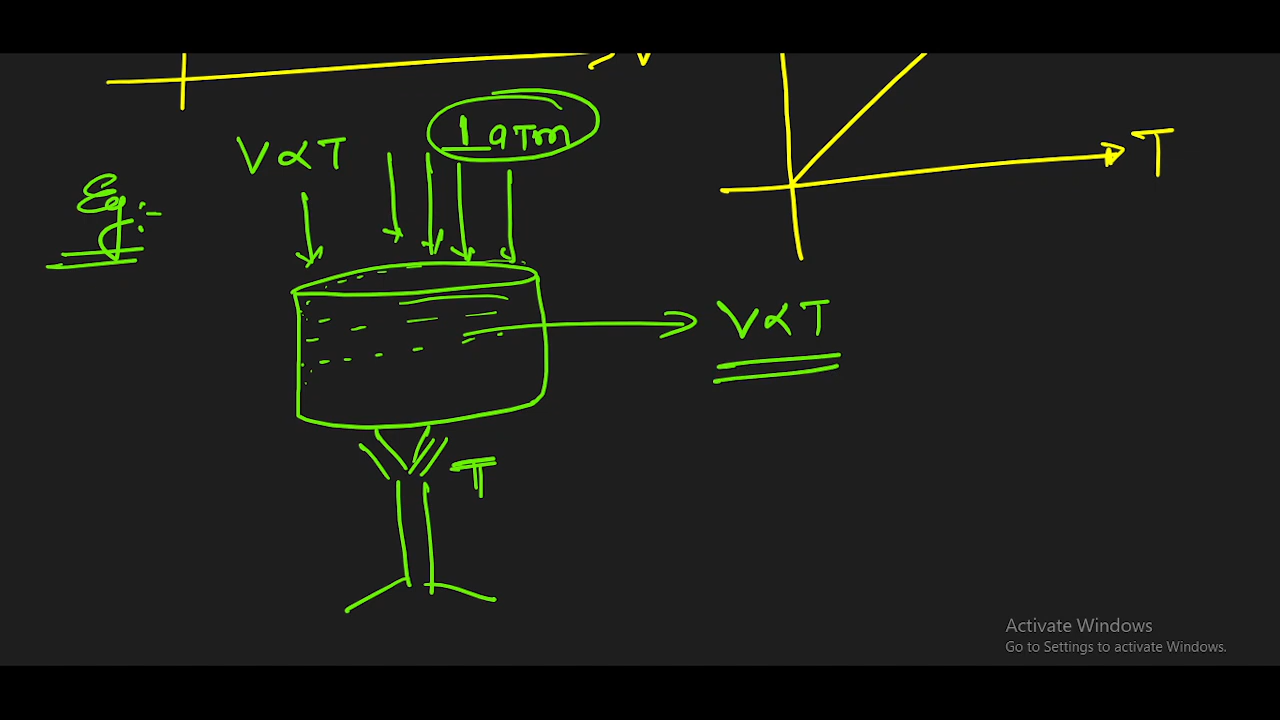 V
1 aTm
V∝T
T
Eg:-
V∝T
T
Activate Windows
Go to Settings to activate Windows.